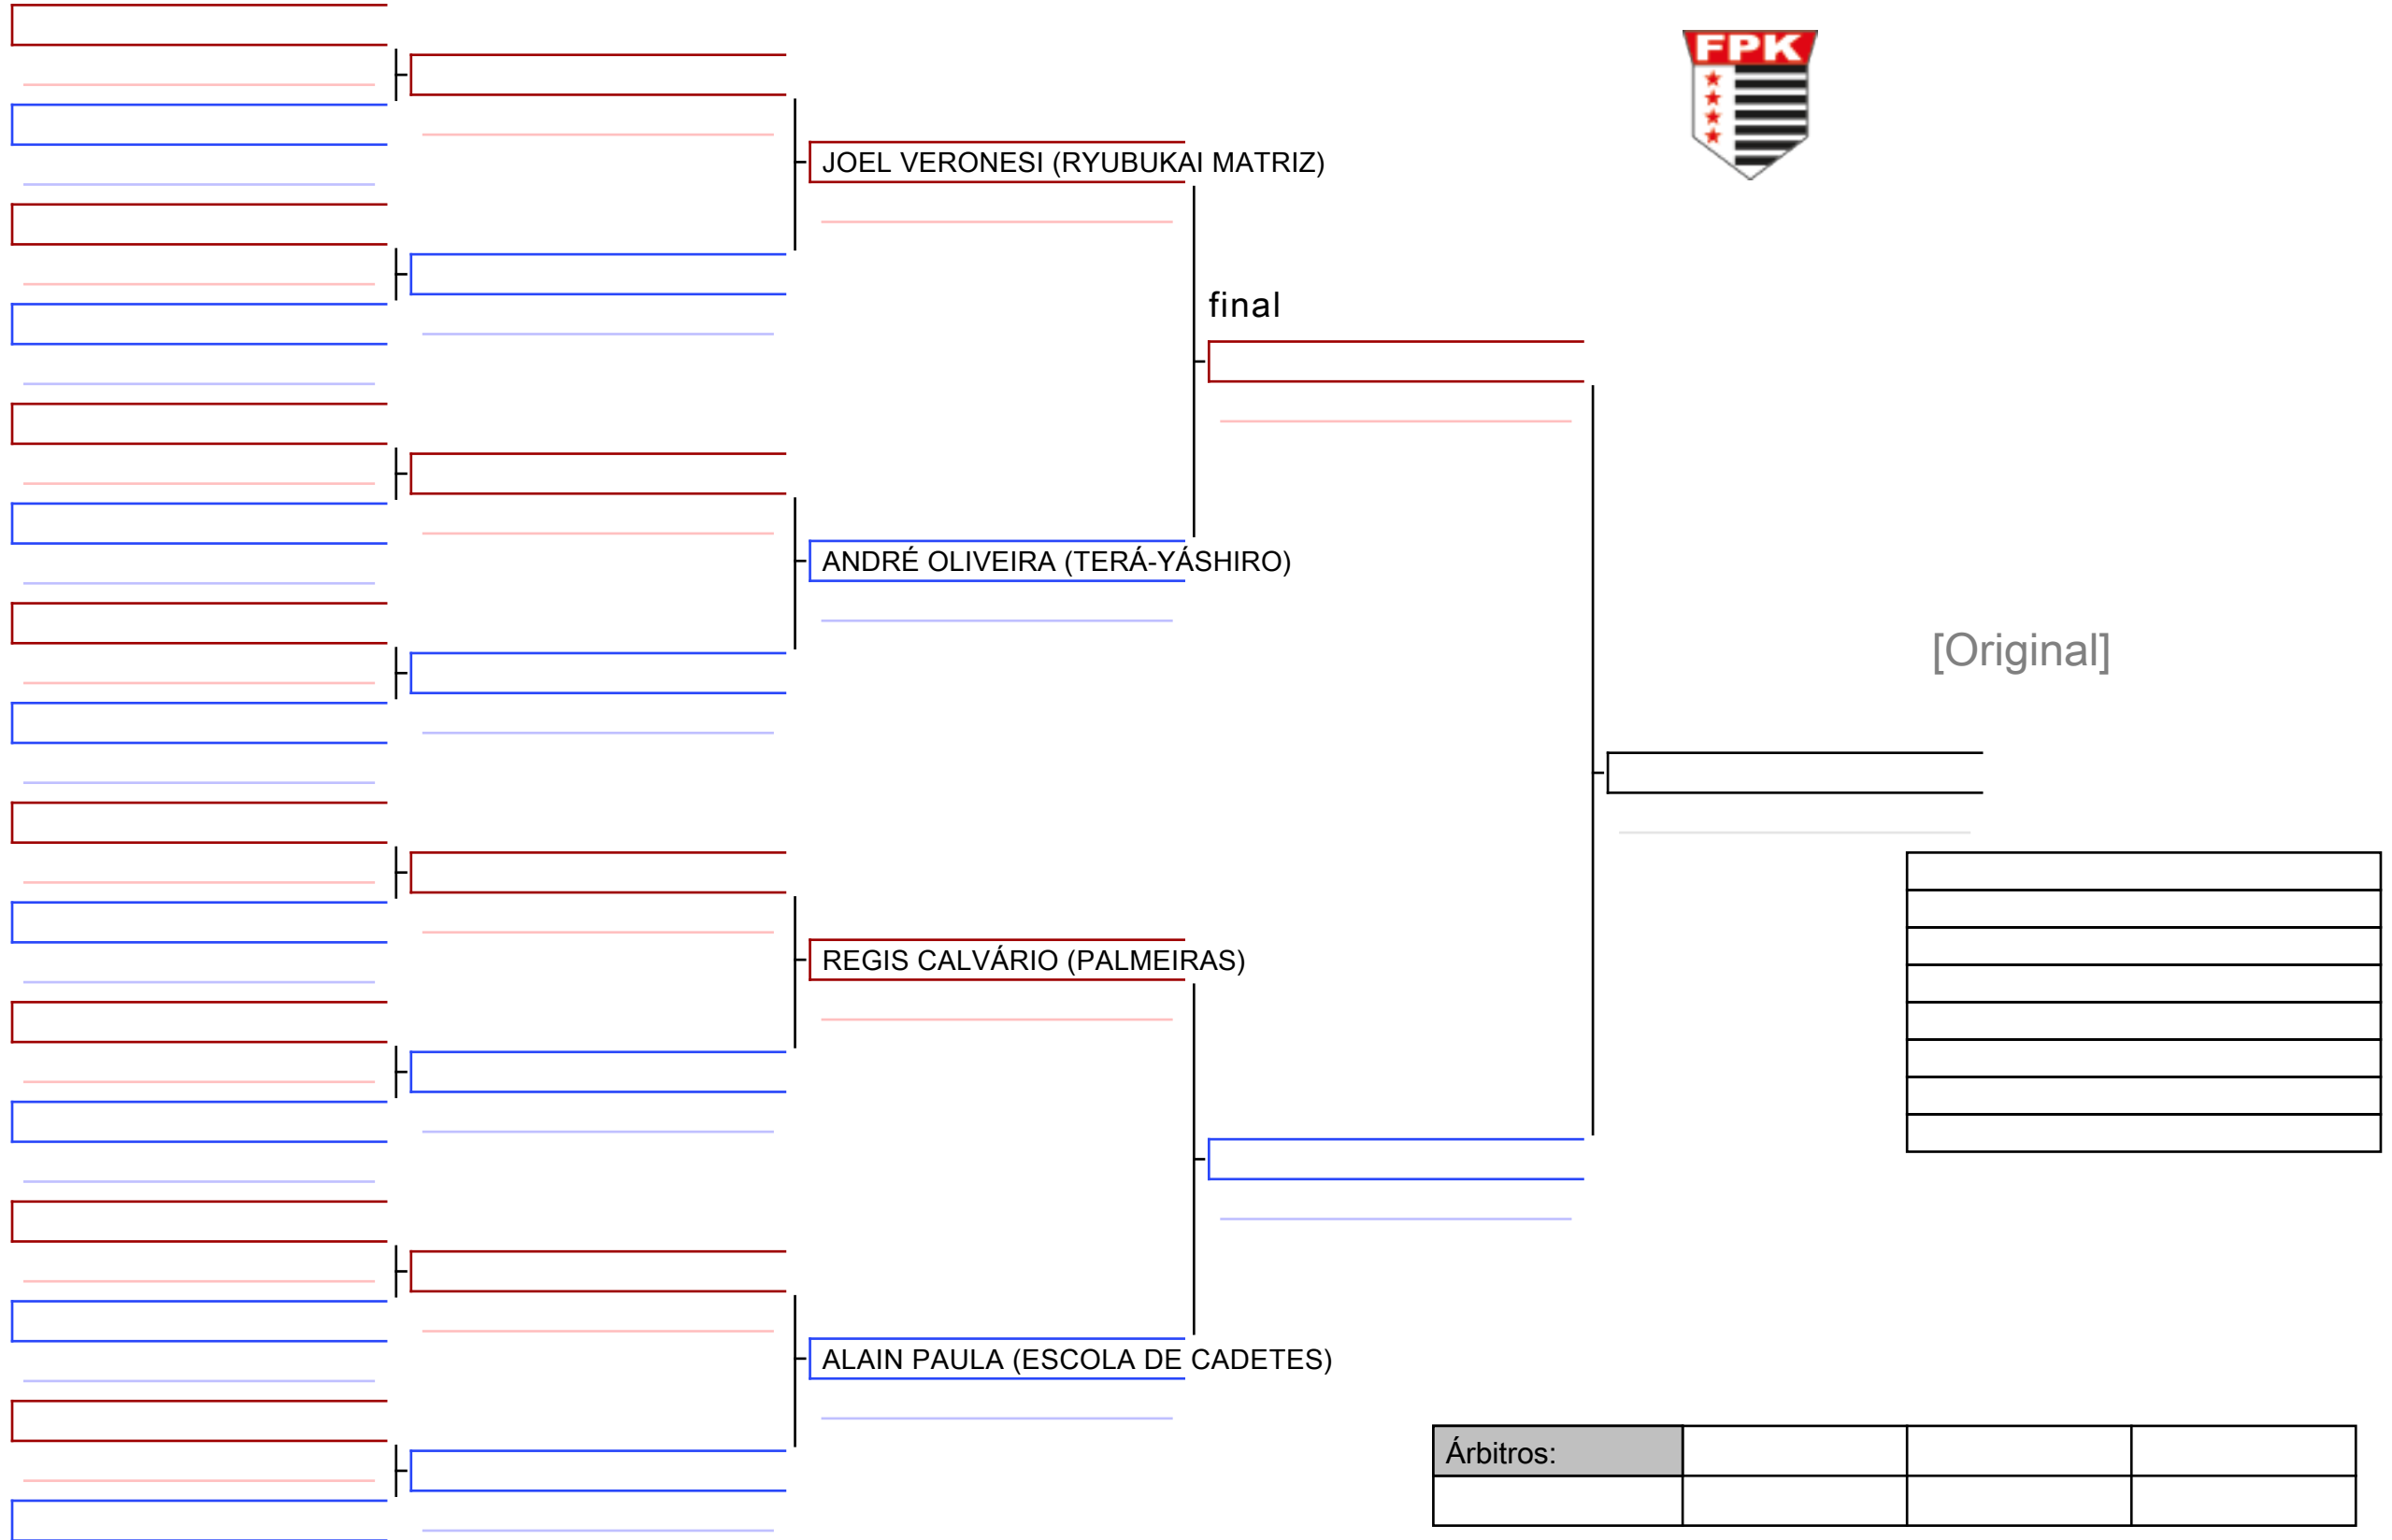 FPK
JOEL VERONESI (RYUBUKAI MATRIZ)
final
ANDRÉ OLIVEIRA (TERÁ-YÁSHIRO)
[Original]
REGIS CALVÁRIO (PALMEIRAS)
ALAIN PAULA (ESCOLA DE CADETES)
Árbitros: